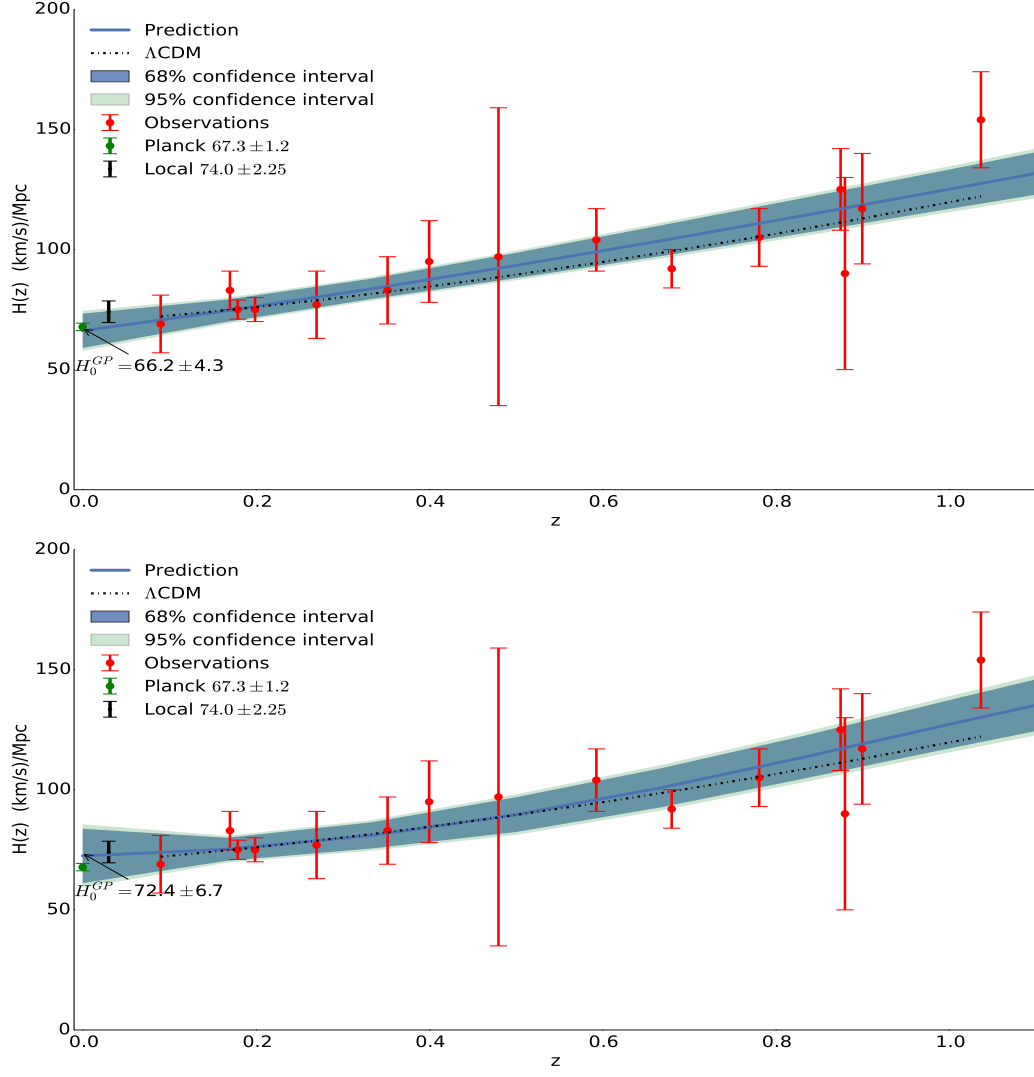 200
150
100
50
0
H(z) (km/s)/Mpc
Prediction
ΛCDM
68% confidence interval
95% confidence interval
Observations
Planck 67.3 ± 1.2
Local 74.0 ± 2.25
H_0^{GP} = 66.2 ± 4.3
0.0 0.2 0.4 0.6 0.8 1.0
z
200
150
100
50
0
H(z) (km/s)/Mpc
Prediction
ΛCDM
68% confidence interval
95% confidence interval
Observations
Planck 67.3 ± 1.2
Local 74.0 ± 2.25
H_0^{GP} = 72.4 ± 6.7
0.0 0.2 0.4 0.6 0.8 1.0
z